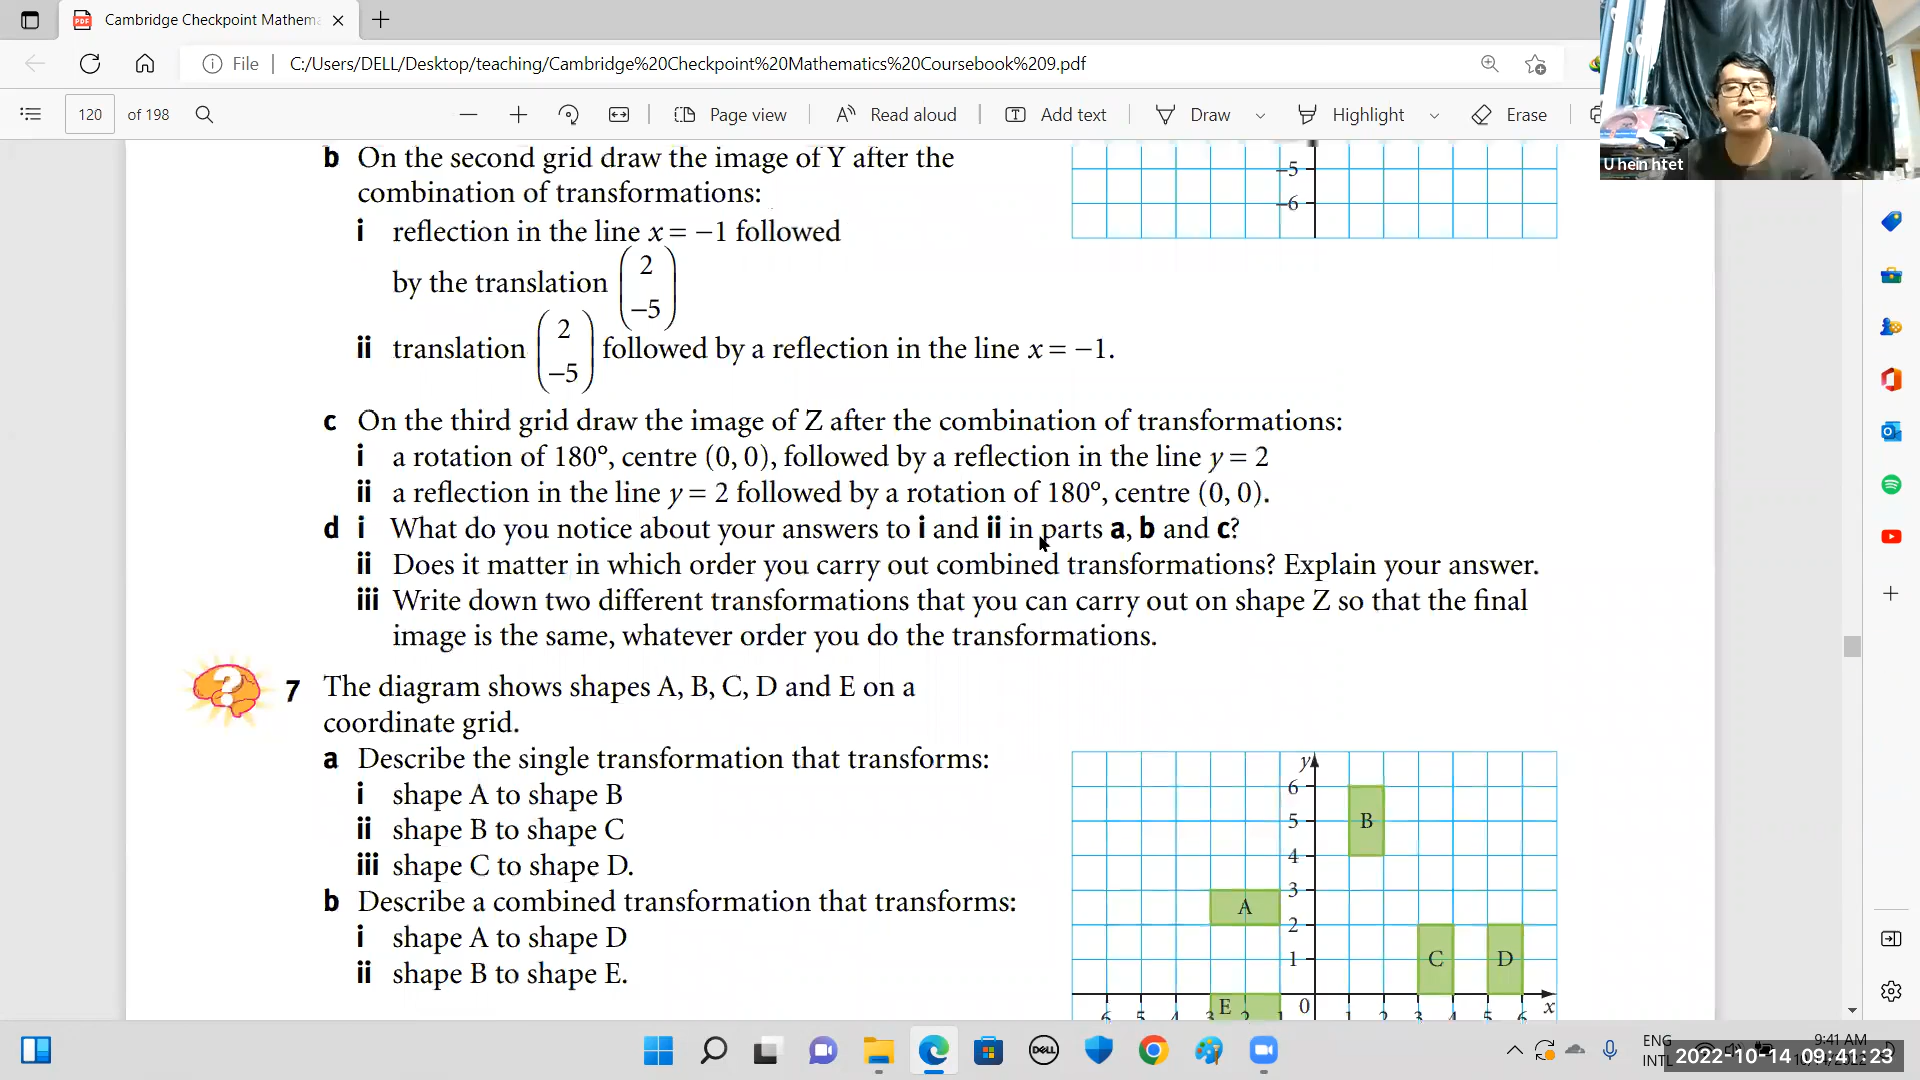 Cambridge Checkpoint Mathema
File
C:/Users/DELL/Desktop/teaching/Cambridge%20Checkpoint%20Mathematics%20Coursebook%209.pdf
120 of 198
Page view
Read aloud
Add text
Draw
Highlight
Erase
U hein htet
b On the second grid draw the image of Y after the
combination of transformations:
i reflection in the line x = −1 followed
by the translation (2 −5)
ii translation (2 −5) followed by a reflection in the line x = −1.
−5
−6
c On the third grid draw the image of Z after the combination of transformations:
i a rotation of 180°, centre (0, 0), followed by a reflection in the line y = 2
ii a reflection in the line y = 2 followed by a rotation of 180°, centre (0, 0).
d i What do you notice about your answers to i and ii in parts a, b and c?
ii Does it matter in which order you carry out combined transformations? Explain your answer.
iii Write down two different transformations that you can carry out on shape Z so that the final
image is the same, whatever order you do the transformations.
7 The diagram shows shapes A, B, C, D and E on a
coordinate grid.
a Describe the single transformation that transforms:
i shape A to shape B
ii shape B to shape C
iii shape C to shape D.
b Describe a combined transformation that transforms:
i shape A to shape D
ii shape B to shape E.
y
6
5 B
4
3
A
2
1 C D
E 0 x
DELL
ENG
INTL
9:41 AM
2022-10-14 09:41:23